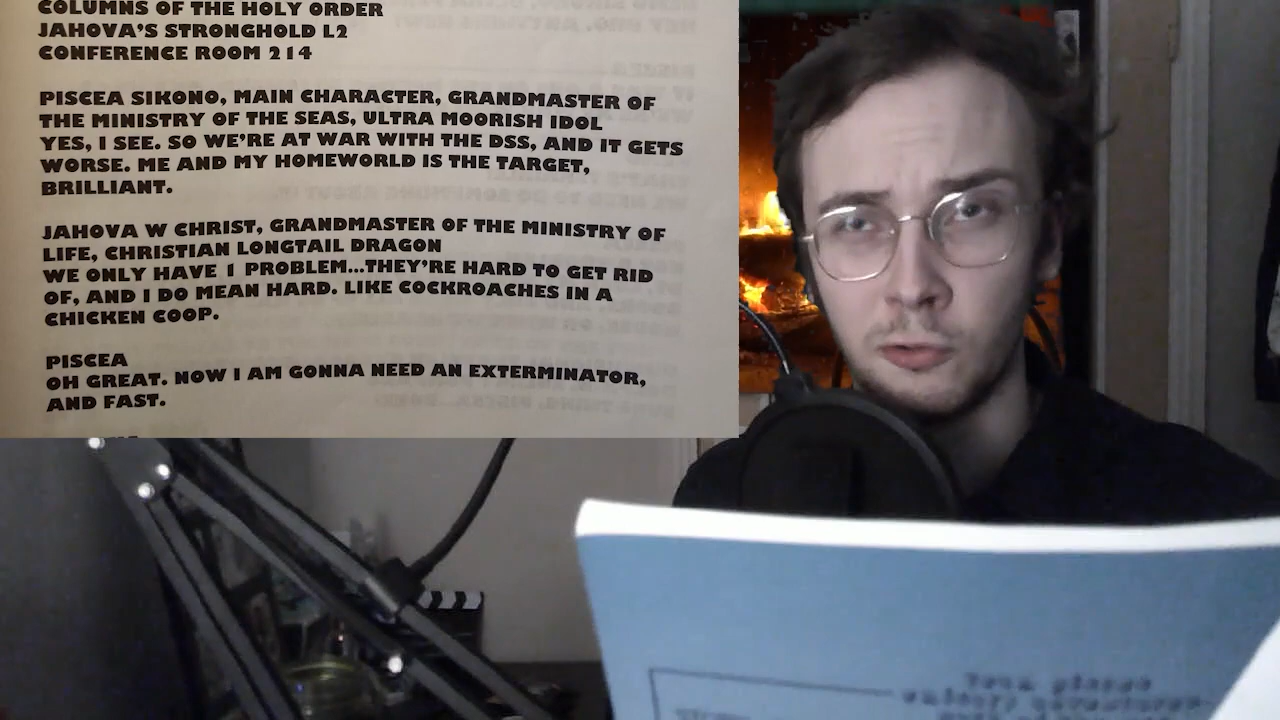 COLUMNS OF THE HOLY ORDER
JAHOVA'S STRONGHOLD L2
CONFERENCE ROOM 214
PISCEA SIKONO, MAIN CHARACTER, GRANDMASTER OF
THE MINISTRY OF THE SEAS, ULTRA MOORISH IDOL
YES, I SEE. SO WE'RE AT WAR WITH THE DSS, AND IT GETS
WORSE. ME AND MY HOMEWORLD IS THE TARGET,
BRILLIANT.
JAHOVA W CHRIST, GRANDMASTER OF THE MINISTRY OF
LIFE, CHRISTIAN LONGTAIL DRAGON
WE ONLY HAVE 1 PROBLEM...THEY'RE HARD TO GET RID
OF, AND I DO MEAN HARD. LIKE COCKROACHES IN A
CHICKEN COOP.
PISCEA
OH GREAT. NOW I AM GONNA NEED AN EXTERMINATOR,
AND FAST.